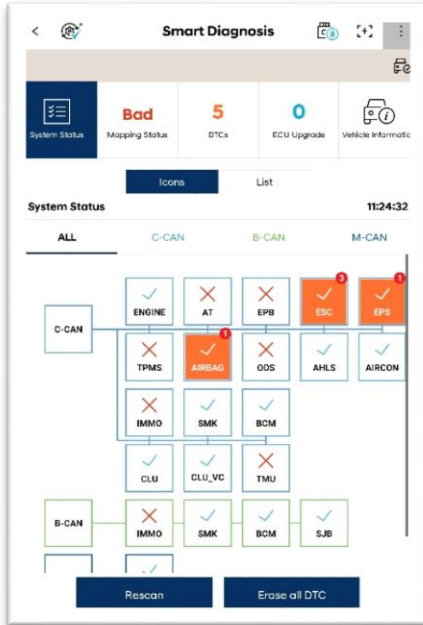 Smart Diagnosis
Bad 5 0
System Status Mapping Status DTCs ECU Upgrade Vehicle Informatic
Icons List
System Status 11:24:32
ALL C-CAN B-CAN M-CAN
3 1
ENGINE AT EPB ESC EPS
C-CAN
1
TPMS AIRBAG ODS AHLS AIRCON
IMMO SMK BCM
CLU CLU_VC TMU
B-CAN
IMMO SMK BCM SJB
Rescan Erase all DTC